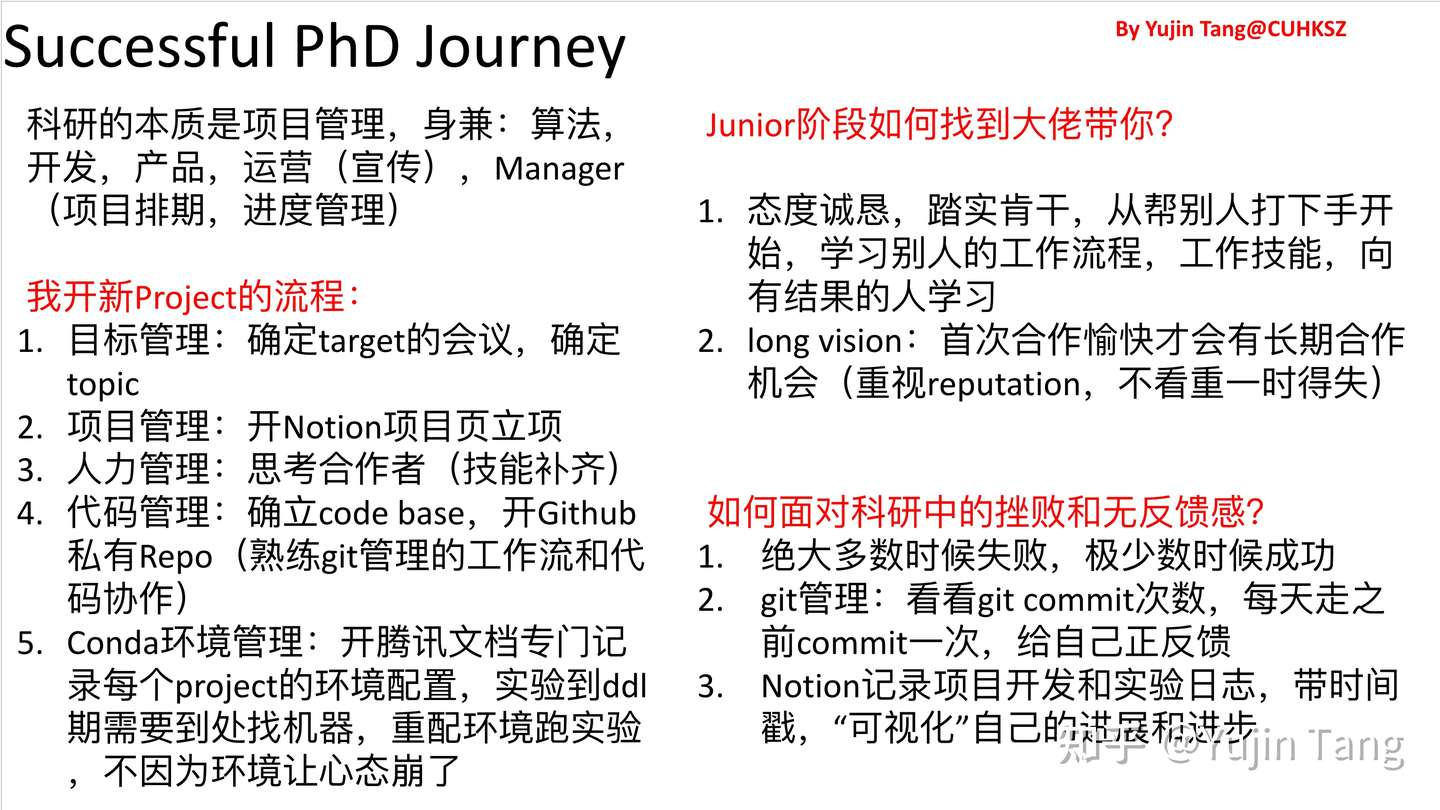 Successful PhD Journey
By Yujin Tang@CUHKSZ
科研的本质是项目管理，身兼：算法，
开发，产品，运营（宣传），Manager
（项目排期，进度管理）
我开新Project的流程：
1. 目标管理：确定target的会议，确定
topic
2. 项目管理：开Notion项目页立项
3. 人力管理：思考合作者（技能补齐）
4. 代码管理：确立code base，开Github
私有Repo（熟练git管理的工作流和代
码协作）
5. Conda环境管理：开腾讯文档专门记
录每个project的环境配置，实验到ddl
期需要到处找机器，重配环境跑实验
，不因为环境让心态崩了
Junior阶段如何找到大佬带你？
1. 态度诚恳，踏实肯干，从帮别人打下手开
始，学习别人的工作流程，工作技能，向
有结果的人学习
2. long vision：首次合作愉快才会有长期合作
机会（重视reputation，不看重一时得失）
如何面对科研中的挫败和无反馈感？
1. 绝大多数时候失败，极少数时候成功
2. git管理：看看git commit次数，每天走之
前commit一次，给自己正反馈
3. Notion记录项目开发和实验日志，带时间
戳，“可视化”自己的进展和进步
知乎 @Yujin Tang